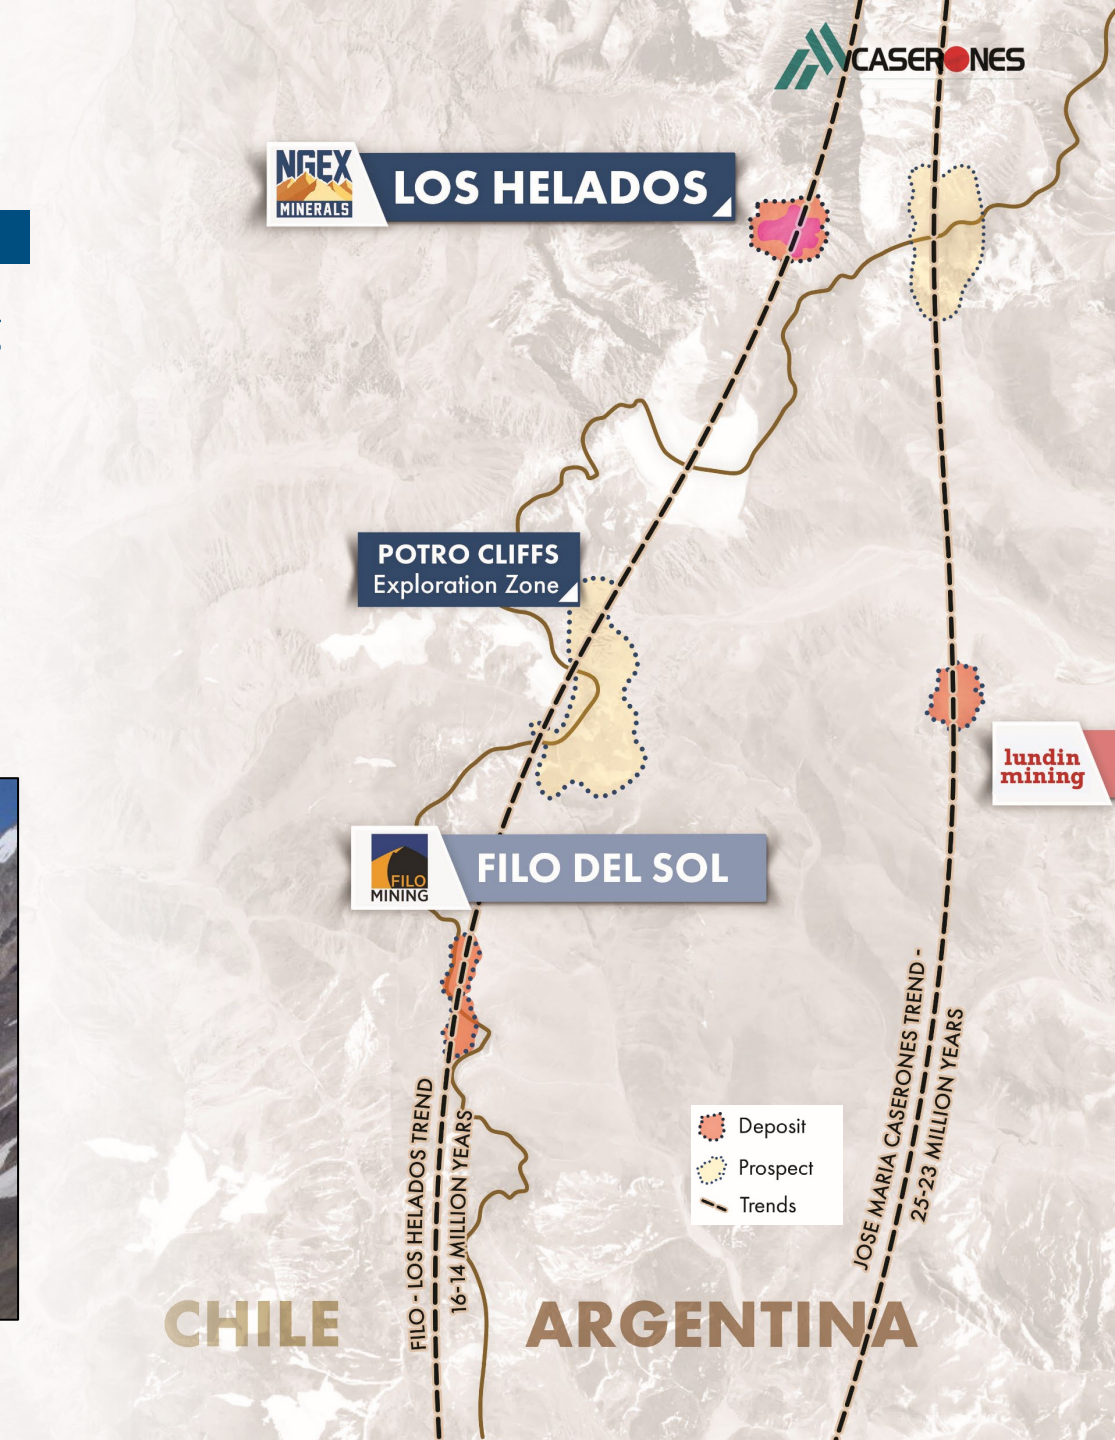 CASERONES
NGEX
MINERALS
LOS HELADOS
POTRO CLIFFS
Exploration Zone
lundin
mining
FILO
MINING
FILO DEL SOL
JOSE MARIA CASERONES TREND -
25-23 MILLION YEARS
FILO - LOS HELADOS TREND
16-14 MILLION YEARS
Deposit
Prospect
Trends
CHILE
ARGENTINA